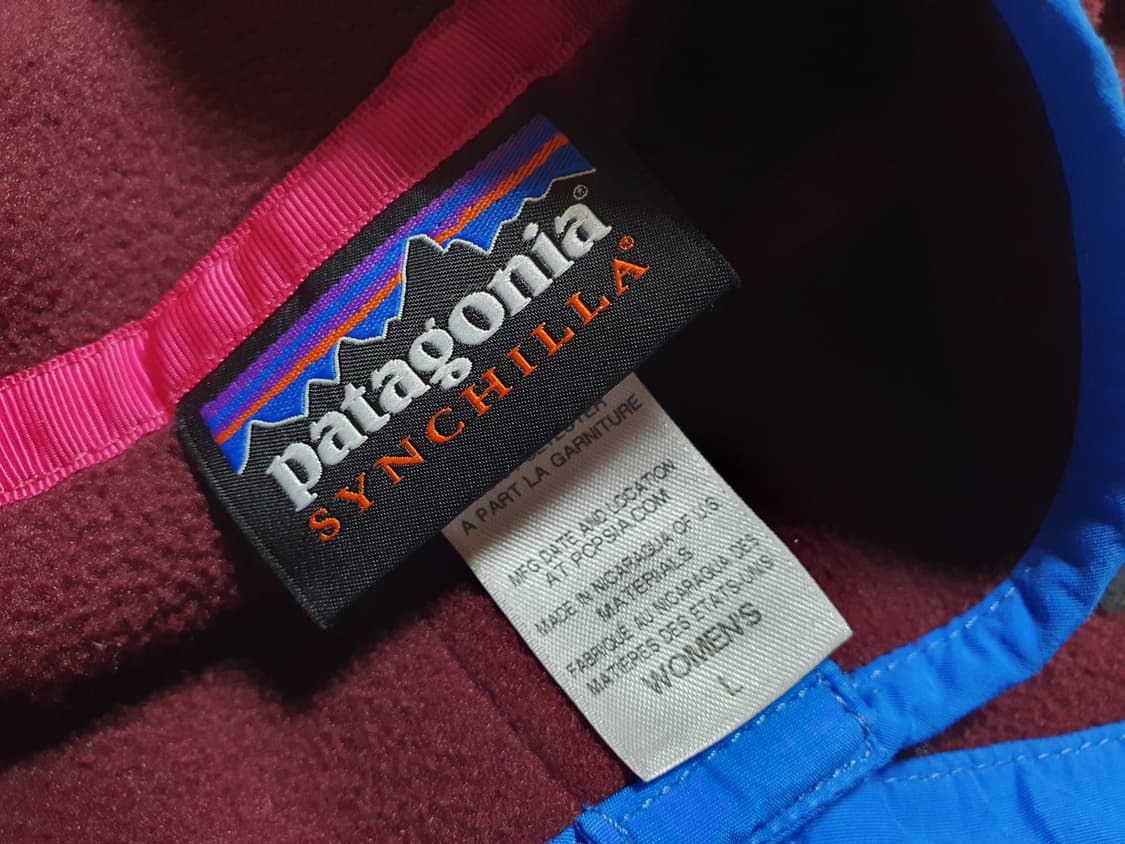 patagonia®
SYNCHILLA®
A PART LA GARNITURE
MFG DATE AND LOCATION
AT PCPSIA.COM
MADE IN NICARAGUA OF U.S.
MATERIALS
FABRIQUÉ AU NICARAGUA DES
MATIÈRES DES ÉTATS UNIS
WOMEN'S
L